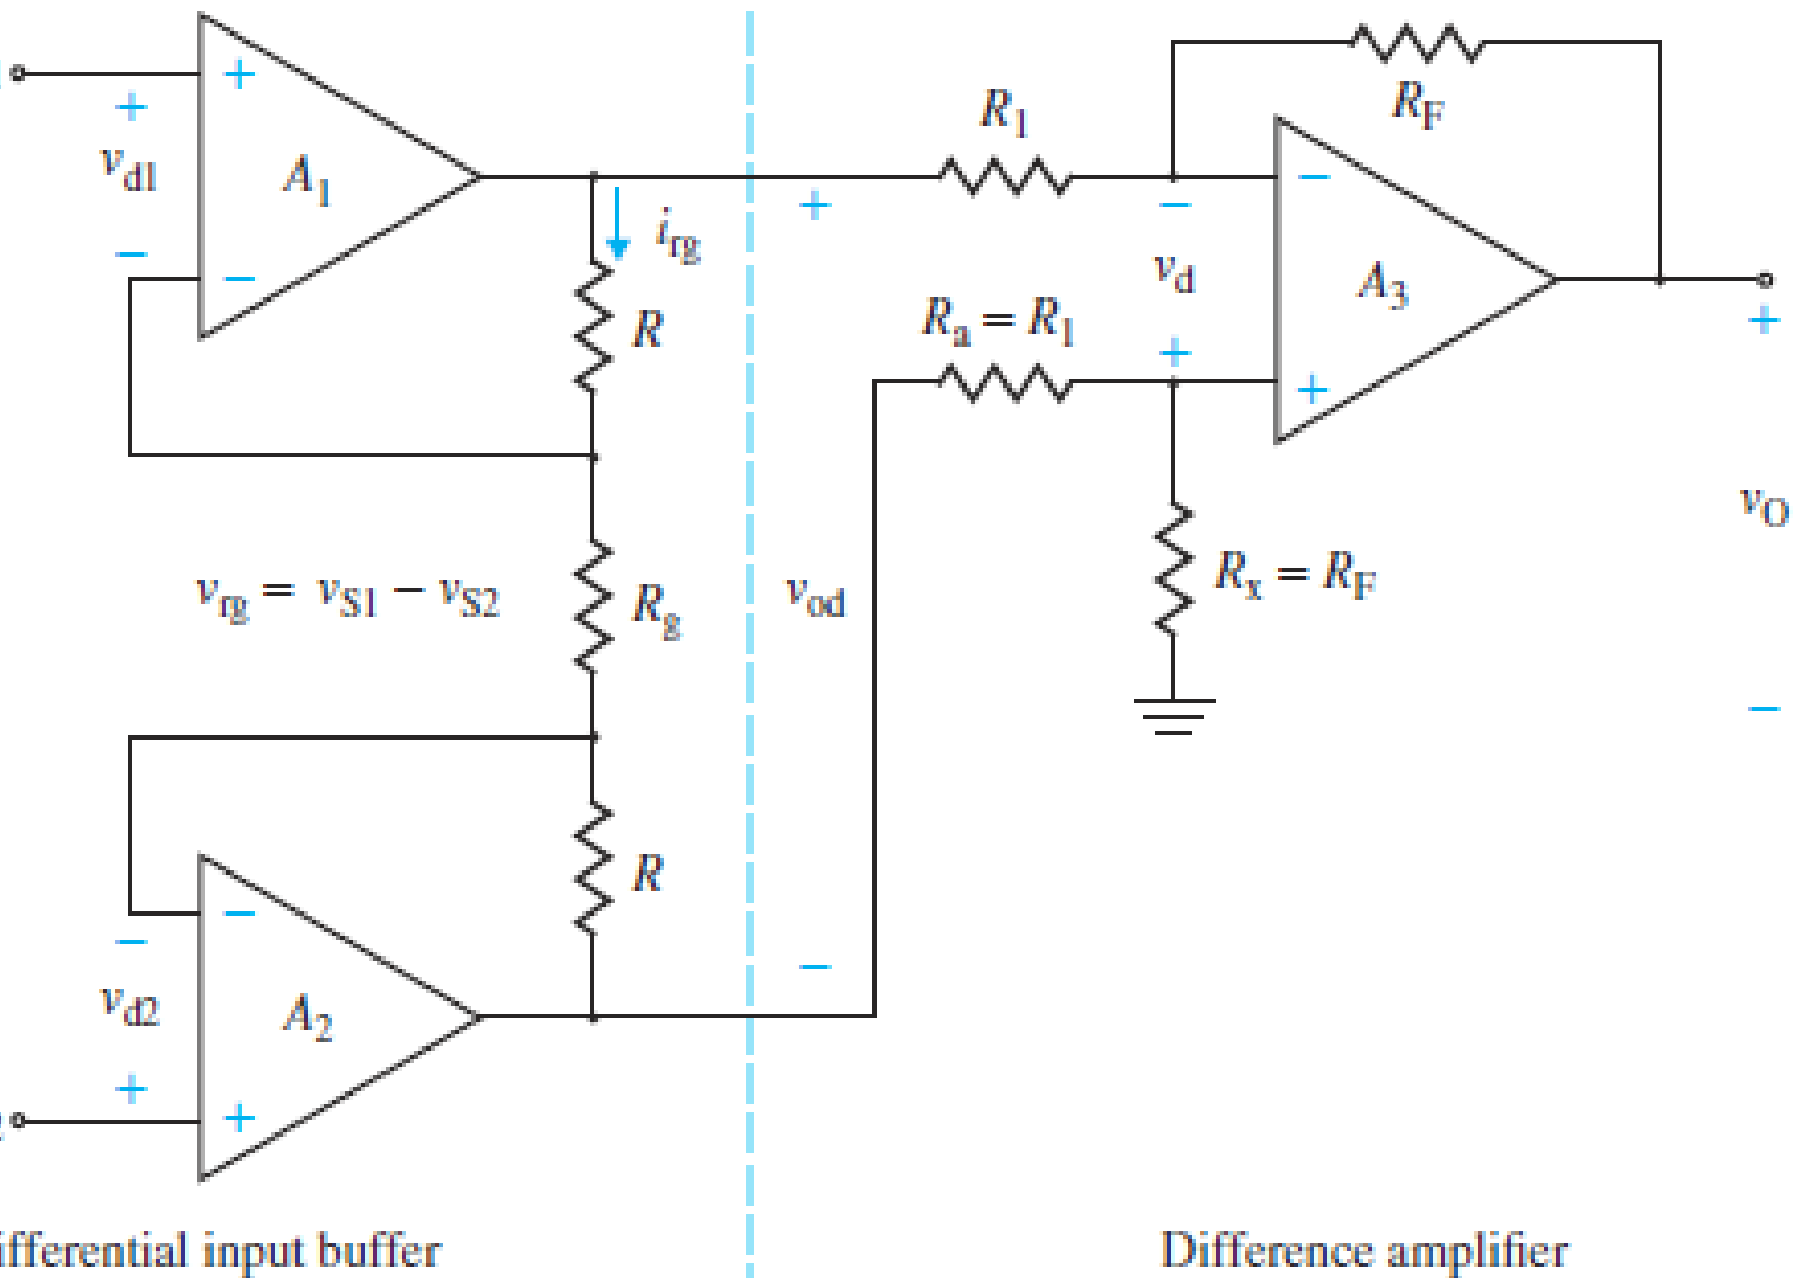 +
+
v_d1
A_1
−
−
i_rg
R
v_rg = v_S1 − v_S2
R_g
−
−
v_d2
A_2
R
+
+
+
v_od
−
R_1
R_F
−
−
v_d
A_3
R_a = R_1
+
+
R_x = R_F
+
v_O
−
input buffer
Difference amplifier